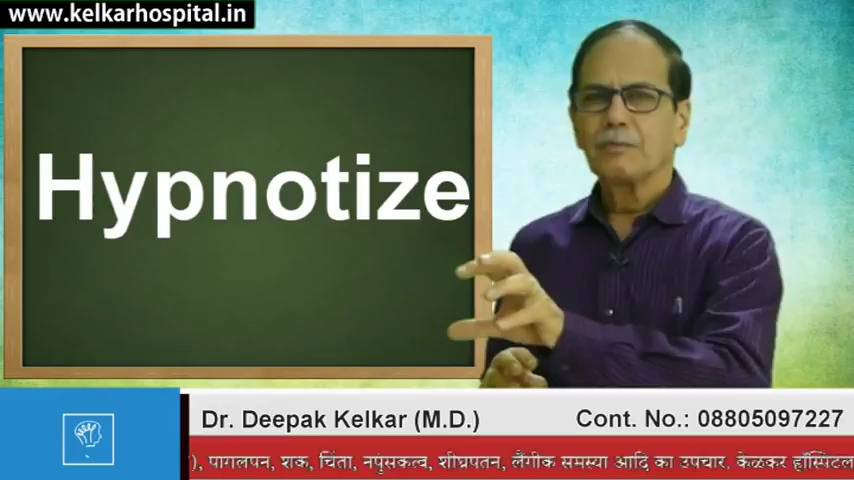 www.kelkarhospital.in
Hypnotize
Dr. Deepak Kelkar (M.D.)
Cont. No.: 08805097227
), पागलपन, शक, चिंता, नपुंसकत्व, शीघ्रपतन, लैंगीक समस्या आदि का उपचार. केळकर हॉस्पिटल